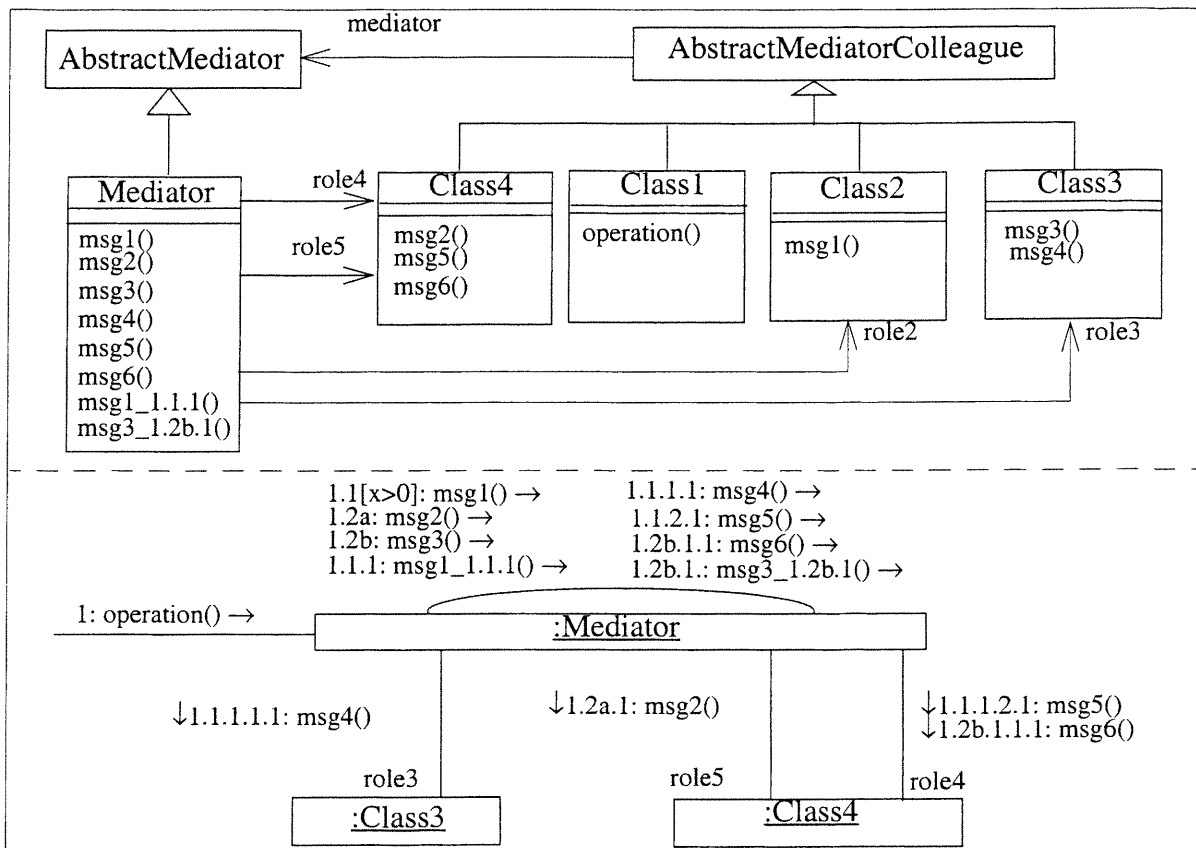 mediator
AbstractMediator
AbstractMediatorColleague
Mediator
msg1()
msg2()
msg3()
msg4()
msg5()
msg6()
msg1_1.1.1()
msg3_1.2b.1()
role4
role5
Class4
msg2()
msg5()
msg6()
Class1
operation()
Class2
msg1()
Class3
msg3()
msg4()
role2
role3
1.1[x>0]: msg1() →
1.2a: msg2() →
1.2b: msg3() →
1.1.1: msg1_1.1.1() →
1.1.1.1: msg4() →
1.1.2.1: msg5() →
1.2b.1.1: msg6() →
1.2b.1.: msg3_1.2b.1() →
1: operation() →
:Mediator
↓1.1.1.1.1: msg4()
↓1.2a.1: msg2()
↓1.1.1.2.1: msg5()
↓1.2b.1.1.1: msg6()
role3
role5
role4
:Class3
:Class4